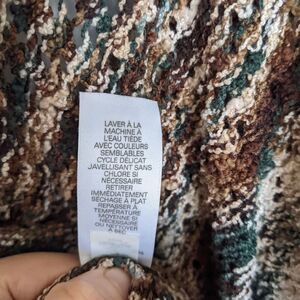 LAVER À LA
MACHINE À
L'EAU TIÈDE
AVEC COULEURS
SEMBLABLES
CYCLE DÉLICAT
JAVELLISANT SANS
CHLORE SI
NÉCESSAIRE
RETIRER
IMMÉDIATEMENT
SÉCHAGE À PLAT
REPASSER À
TEMPÉRATURE
MOYENNE SI
NÉCESSAIRE
OU NETTOYER
À SEC